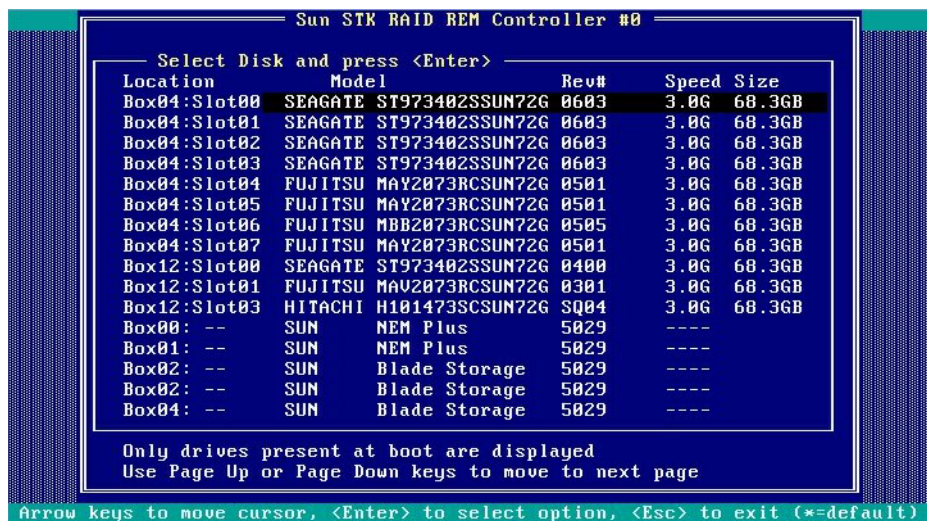 Sun STK RAID REM Controller #0
Select Disk and press <Enter>
Location Model Rev# Speed Size
Box04:Slot00 SEAGATE ST973402SSUN72G 0603 3.0G 68.3GB
Box04:Slot01 SEAGATE ST973402SSUN72G 0603 3.0G 68.3GB
Box04:Slot02 SEAGATE ST973402SSUN72G 0603 3.0G 68.3GB
Box04:Slot03 SEAGATE ST973402SSUN72G 0603 3.0G 68.3GB
Box04:Slot04 FUJITSU MAY2073RCSUN72G 0501 3.0G 68.3GB
Box04:Slot05 FUJITSU MAY2073RCSUN72G 0501 3.0G 68.3GB
Box04:Slot06 FUJITSU MBB2073RCSUN72G 0505 3.0G 68.3GB
Box04:Slot07 FUJITSU MAY2073RCSUN72G 0501 3.0G 68.3GB
Box12:Slot00 SEAGATE ST973402SSUN72G 0400 3.0G 68.3GB
Box12:Slot01 FUJITSU MAV2073RCSUN72G 0301 3.0G 68.3GB
Box12:Slot03 HITACHI H101473SCSUN72G SQ04 3.0G 68.3GB
Box00: -- SUN NEM Plus 5029 ----
Box01: -- SUN NEM Plus 5029 ----
Box02: -- SUN Blade Storage 5029 ----
Box02: -- SUN Blade Storage 5029 ----
Box04: -- SUN Blade Storage 5029 ----
Only drives present at boot are displayed
Use Page Up or Page Down keys to move to next page
Arrow keys to move cursor, <Enter> to select option, <Esc> to exit (*=default)